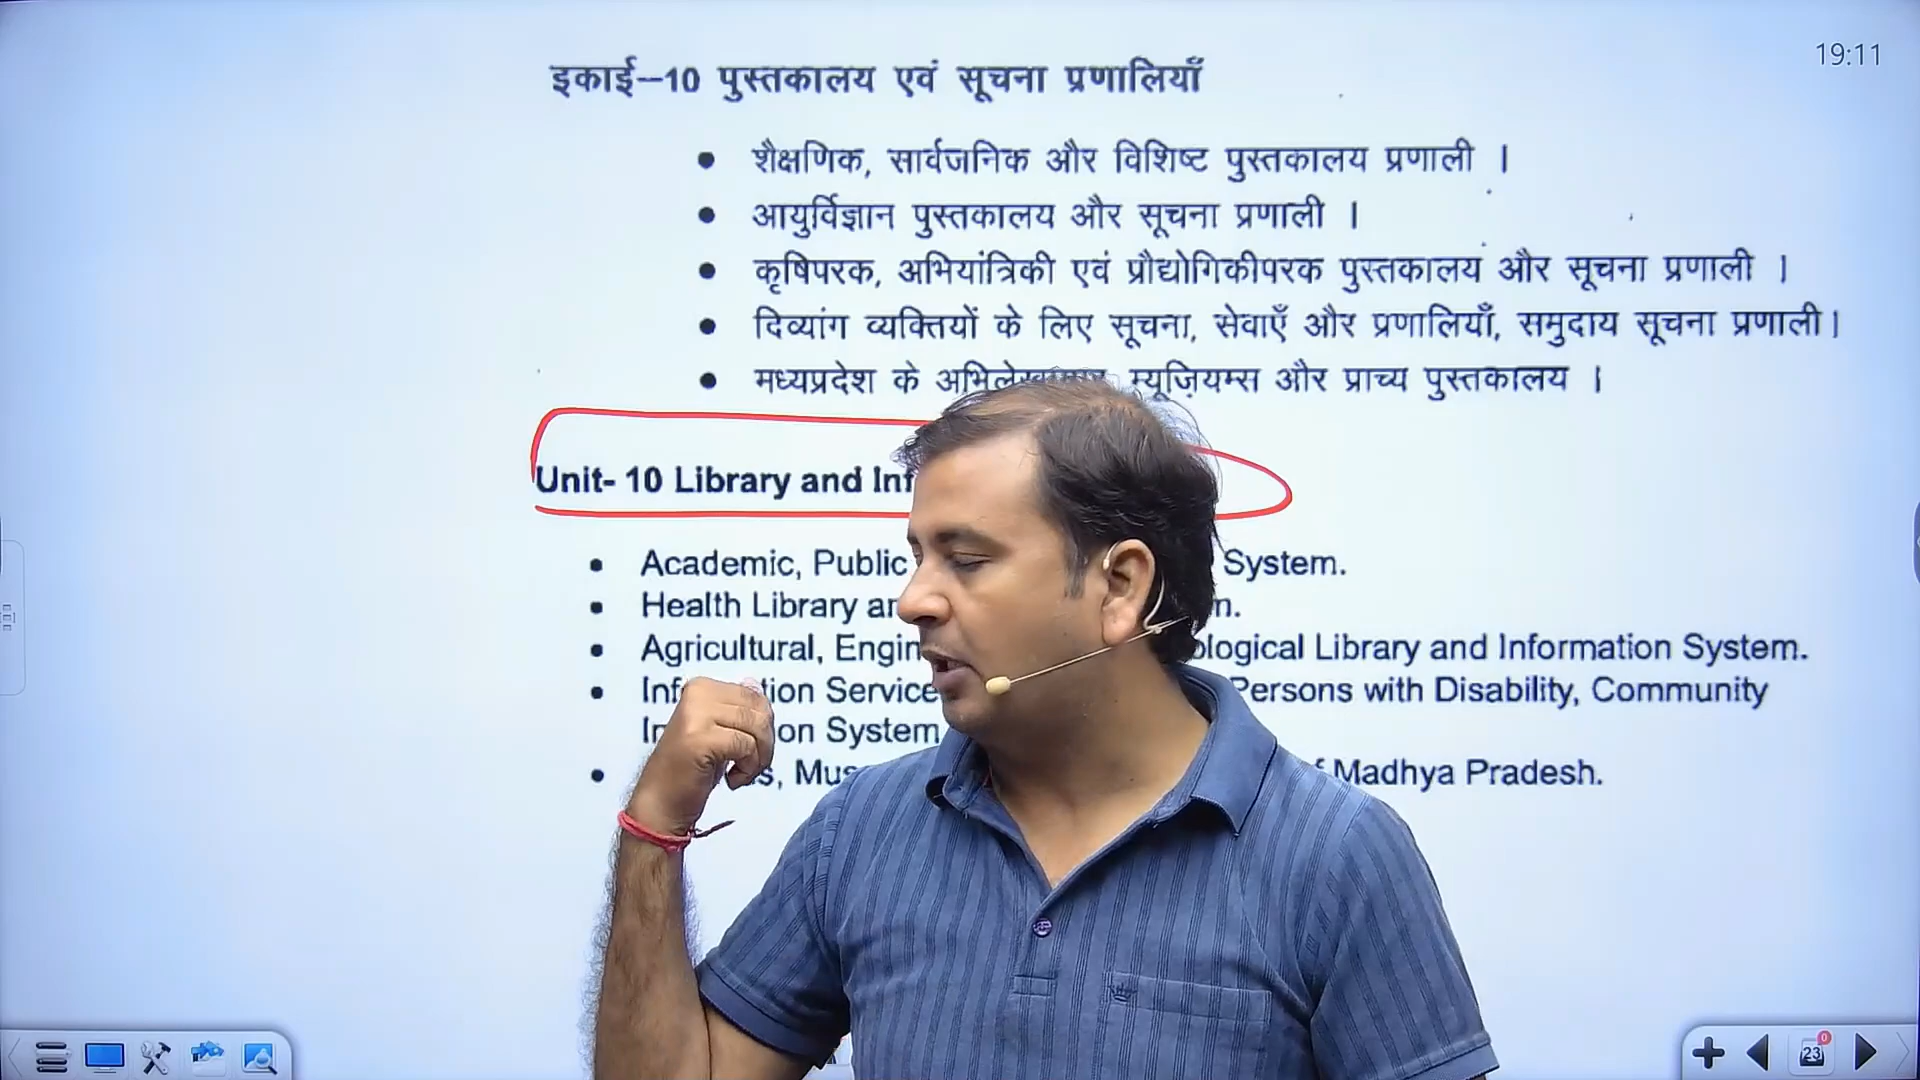 19:11
इकाई–10 पुस्तकालय एवं सूचना प्रणालियाँ
• शैक्षणिक, सार्वजनिक और विशिष्ट पुस्तकालय प्रणाली ।
• आयुर्विज्ञान पुस्तकालय और सूचना प्रणाली ।
• कृषिपरक, अभियांत्रिकी एवं प्रौद्योगिकीपरक पुस्तकालय और सूचना प्रणाली ।
• दिव्यांग व्यक्तियों के लिए सूचना, सेवाएँ और प्रणालियाँ, समुदाय सूचना प्रणाली।
• मध्यप्रदेश के म्यूज़ियम्स और प्राच्य पुस्तकालय ।
Unit- 10 Library and
• Academic, Public System.
• Health Library
• Agricultural, Library and Information System.
• Persons with Disability, Community
System
• Madhya Pradesh.
23
0